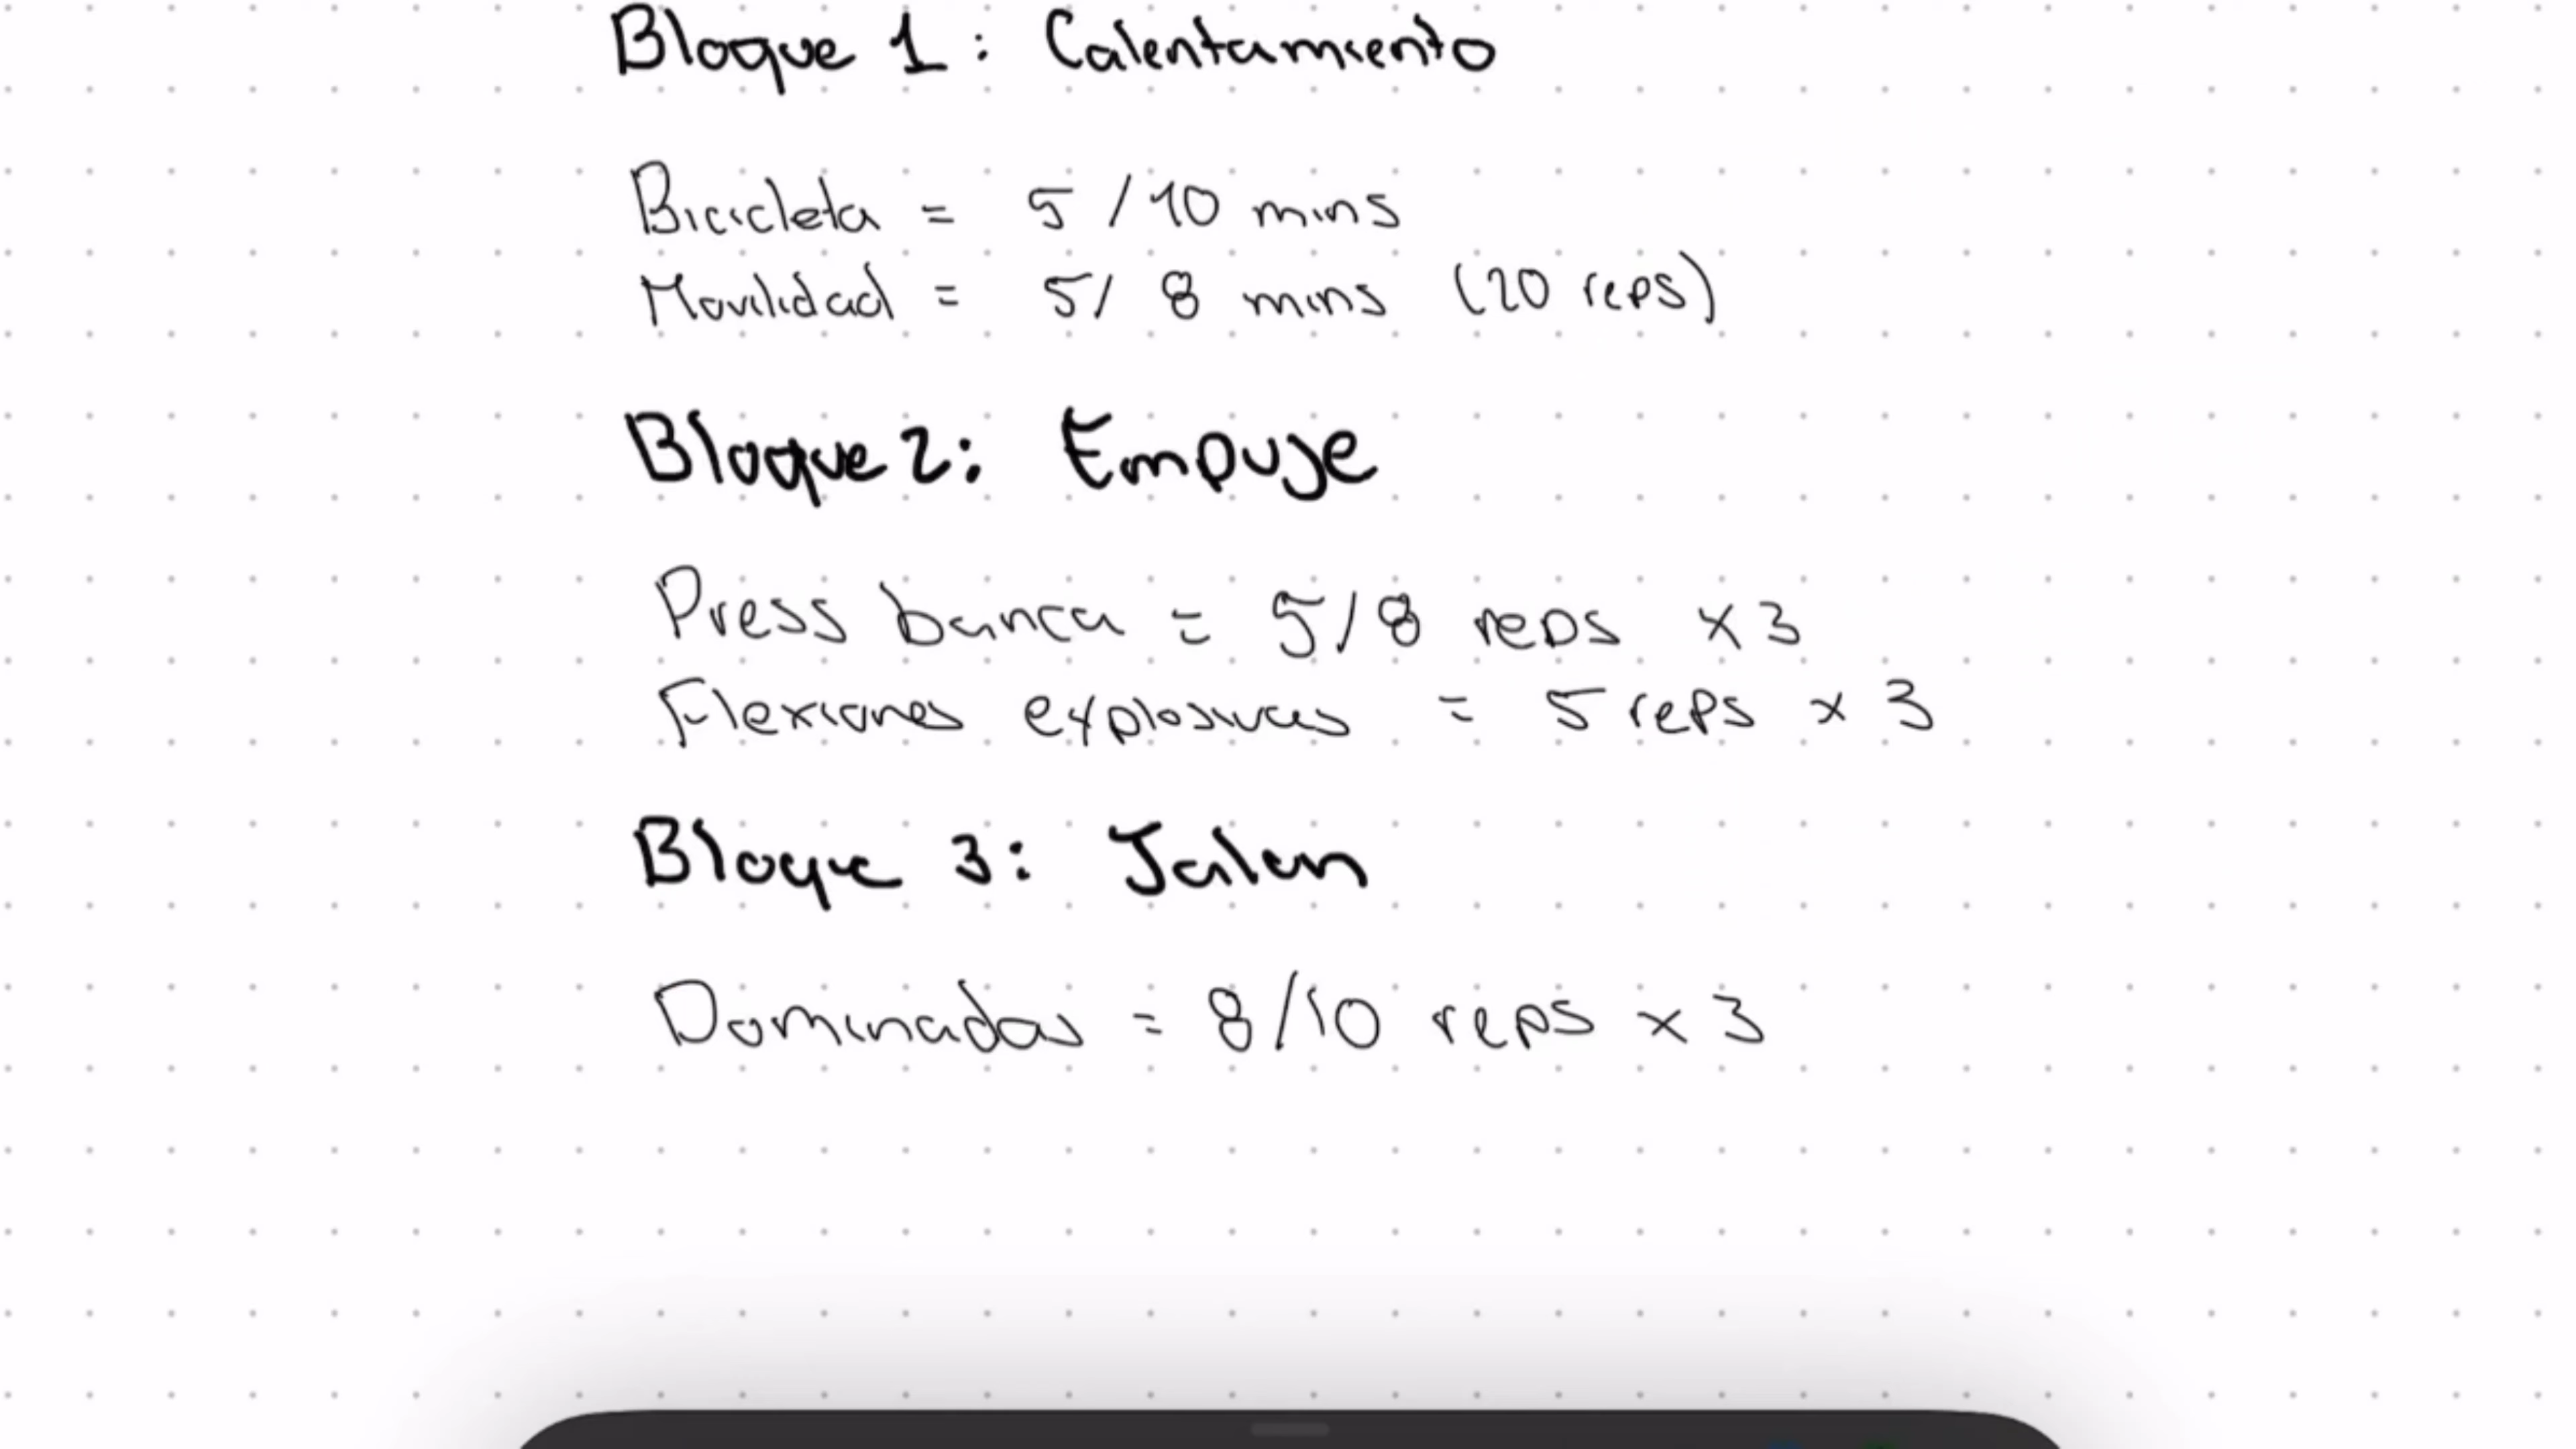 Bloque 1 : Calentamiento
Bicicleta = 5 / 10 mins
Movilidad = 5 / 8 mins (20 reps)
Bloque 2: Empuje
Press banca = 5/8 reps x3
Flexiones explosivas = 5 reps x 3
Bloque 3: Jalon
Dominadas = 8/10 reps x 3